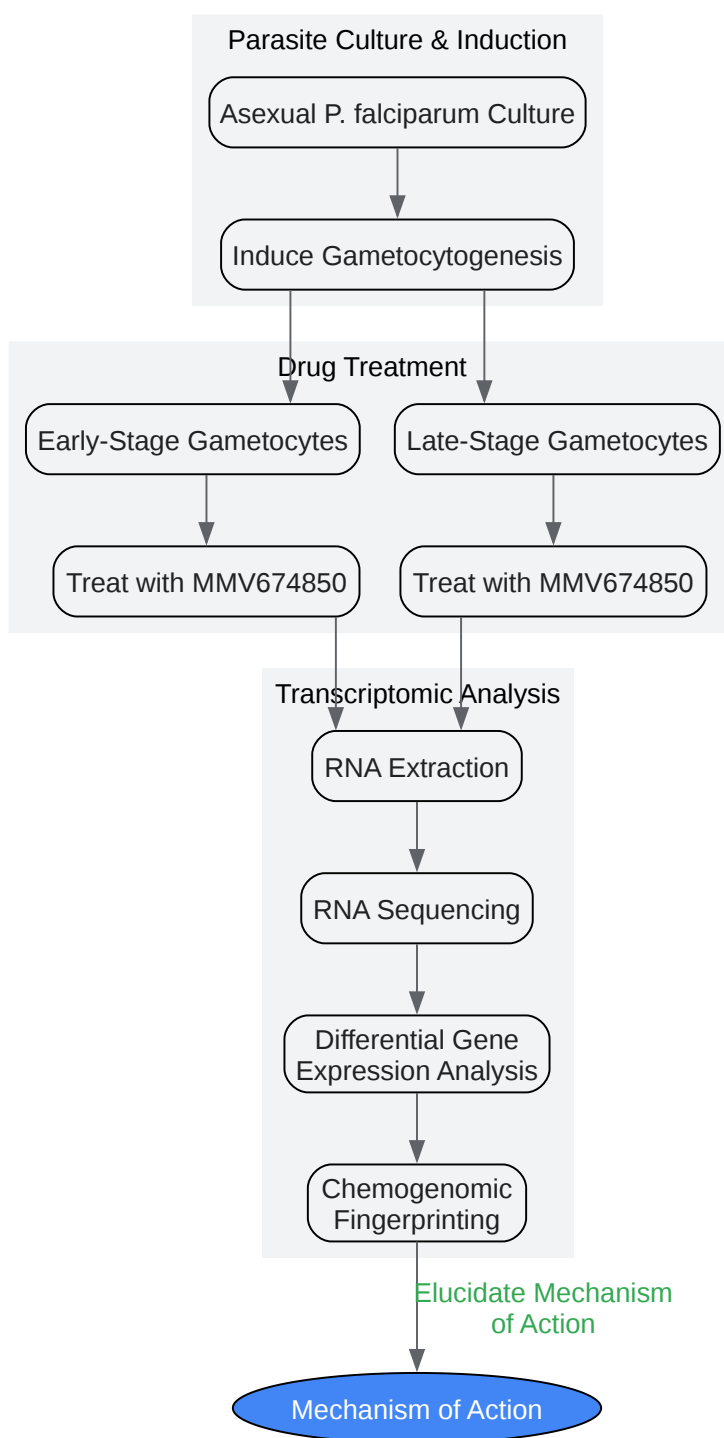 Parasite Culture & Induction
Asexual P. falciparum Culture
Induce Gametocytogenesis
Drug Treatment
Early-Stage Gametocytes
Late-Stage Gametocytes
Treat with MMV674850
Treat with MMV674850
Transcriptomic Analysis
RNA Extraction
RNA Sequencing
Differential Gene
Expression Analysis
Chemogenomic
Fingerprinting
Elucidate Mechanism
of Action
Mechanism of Action